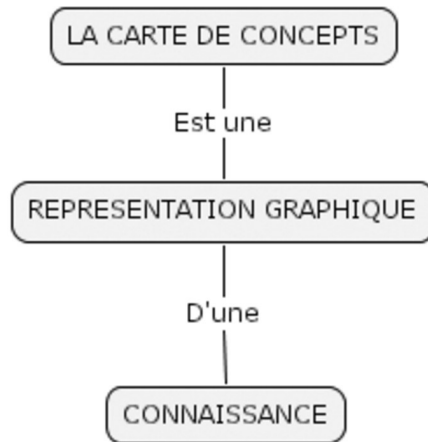 LA CARTE DE CONCEPTS
Est une
REPRESENTATION GRAPHIQUE
D'une
CONNAISSANCE